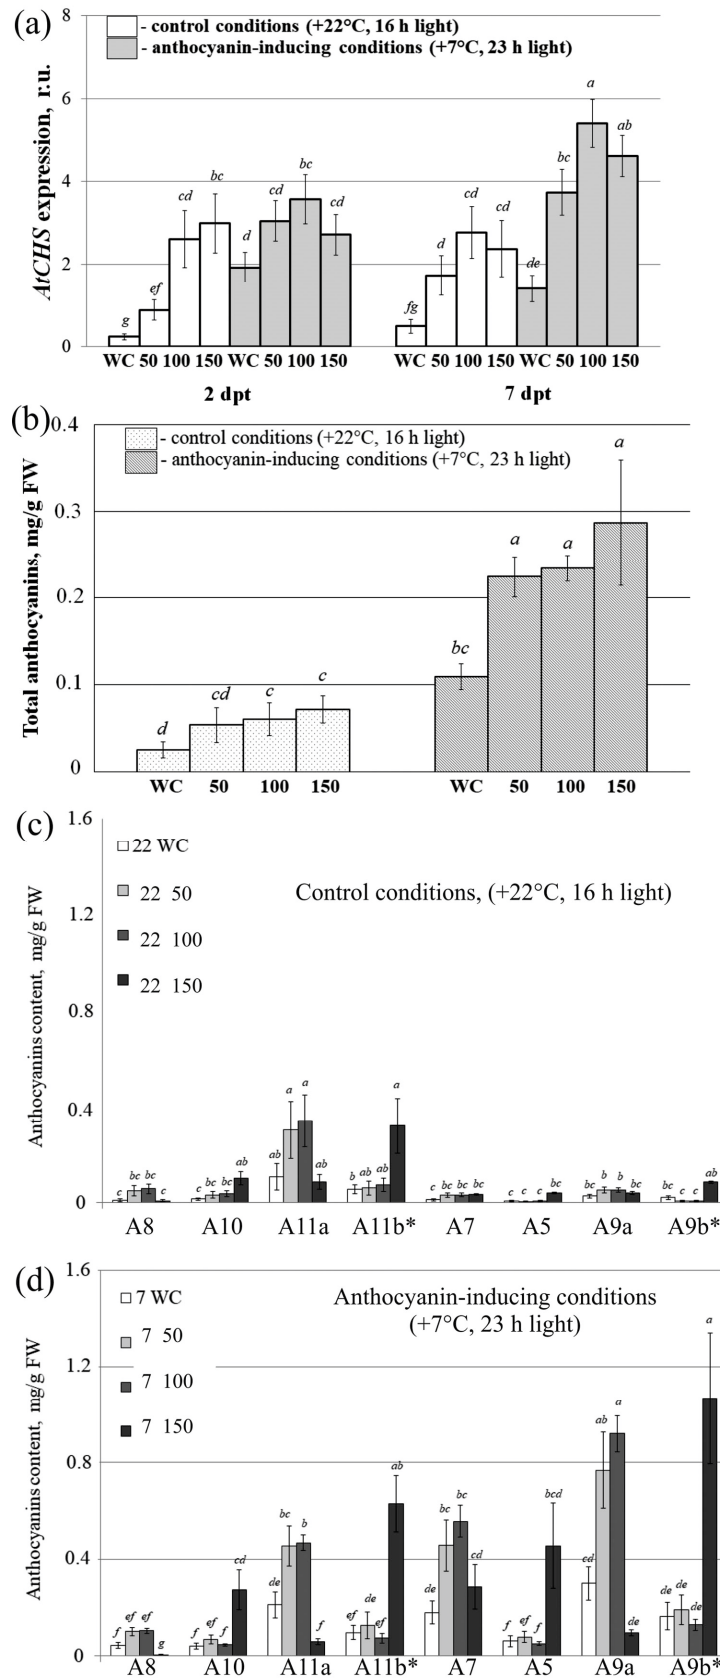 (a)
8
- control conditions (+22°C, 16 h light)
- anthocyanin-inducing conditions (+7°C, 23 h light)
AtCHS expression, r.u.
6
4
2
0
g ef cd bc d cd bc cd
fg d cd cd de bc a ab
WC 50 100 150 WC 50 100 150
WC 50 100 150 WC 50 100 150
2 dpt
7 dpt
(b)
0.4
- control conditions (+22°C, 16 h light)
- anthocyanin-inducing conditions (+7°C, 23 h light)
Total anthocyanins, mg/g FW
0.3
0.2
0.1
0
d cd c c
bc a a a
WC 50 100 150
WC 50 100 150
(c)
1.6
22 WC
22 50
22 100
22 150
Control conditions, (+22°C, 16 h light)
Anthocyanins content, mg/g FW
1.2
0.8
0.4
0
c bc bc c
c bc bc ab
ab a a ab
b ab ab a
c bc bc bc
c c c bc
bc ab ab ab
bc c c ab
A8 A10 A11a A11b* A7 A5 A9a A9b*
(d)
1.6
7 WC
7 50
7 100
7 150
Anthocyanin-inducing conditions
(+7°C, 23 h light)
Anthocyanins content, mg/g FW
1.2
0.8
0.4
0
f ef ef g
f ef f cd
de bc b f
ef de ef ab
de bc bc cd
f ef f bcd
cd ab a de
de de de a
A8 A10 A11a A11b* A7 A5 A9a A9b*